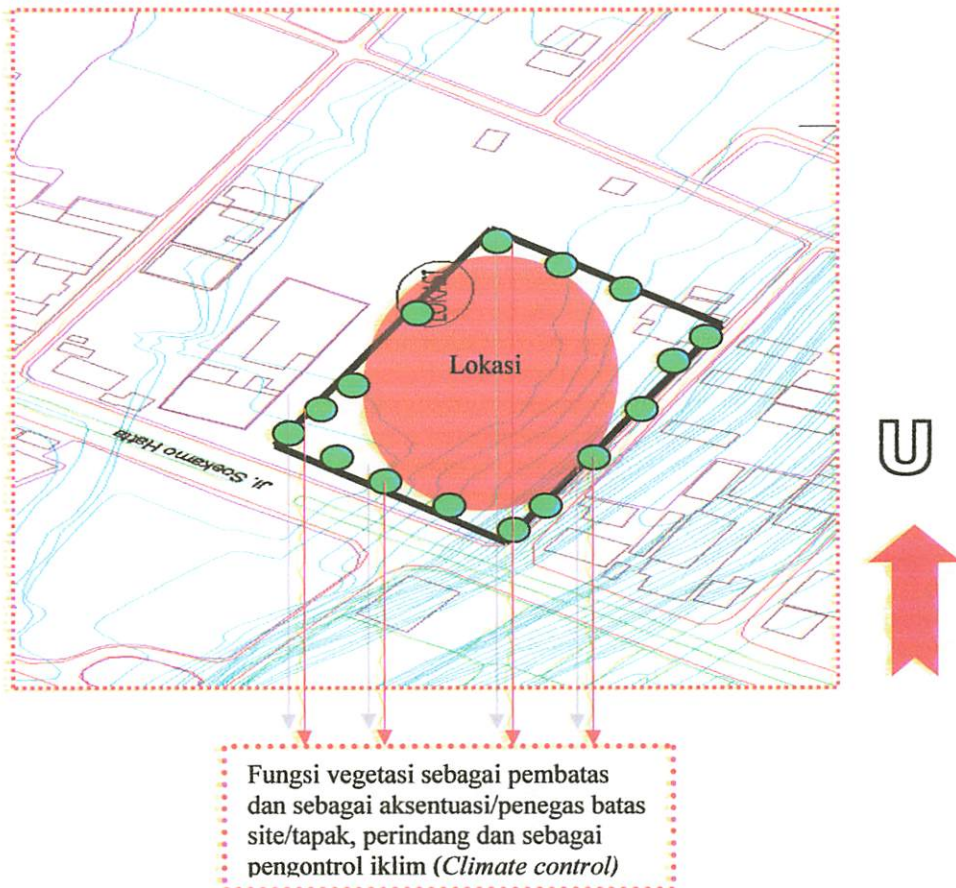 LOKASI
Lokasi
Jl. Soekarno Hatta
U
Fungsi vegetasi sebagai pembatas
dan sebagai aksentuasi/penegas batas
site/tapak, perindang dan sebagai
pengontrol iklim (Climate control)